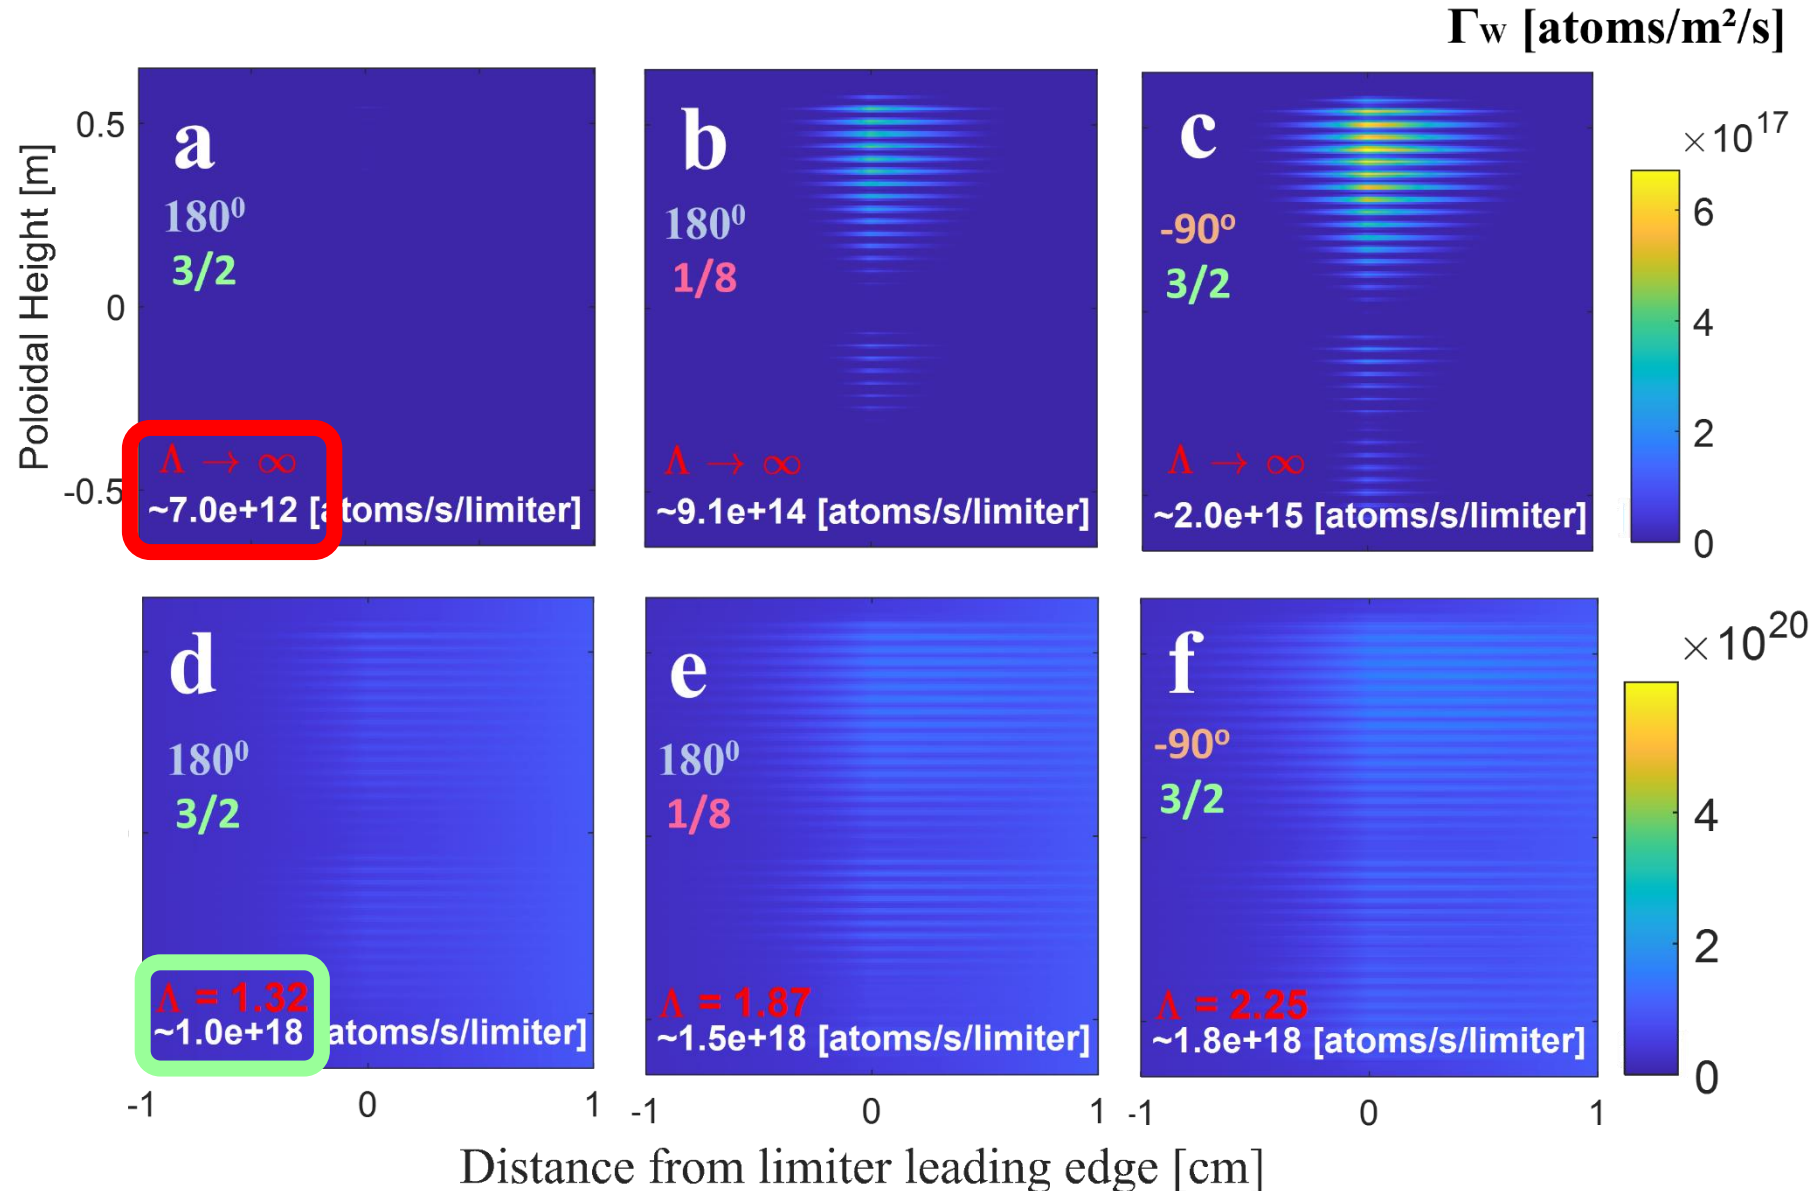 Γw [atoms/m²/s]
Poloidal Height [m]
0.5
0
-0.5
a
180⁰
3/2
Λ → ∞
~7.0e+12 [atoms/s/limiter]
b
180⁰
1/8
Λ → ∞
~9.1e+14 [atoms/s/limiter]
c
-90º
3/2
Λ → ∞
~2.0e+15 [atoms/s/limiter]
×10¹⁷
6
4
2
0
d
180⁰
3/2
Λ = 1.32
~1.0e+18 [atoms/s/limiter]
e
180⁰
1/8
Λ = 1.87
~1.5e+18 [atoms/s/limiter]
f
-90º
3/2
Λ = 2.25
~1.8e+18 [atoms/s/limiter]
×10²⁰
4
2
0
-1 0 1
-1 0 1
-1 0 1
Distance from limiter leading edge [cm]